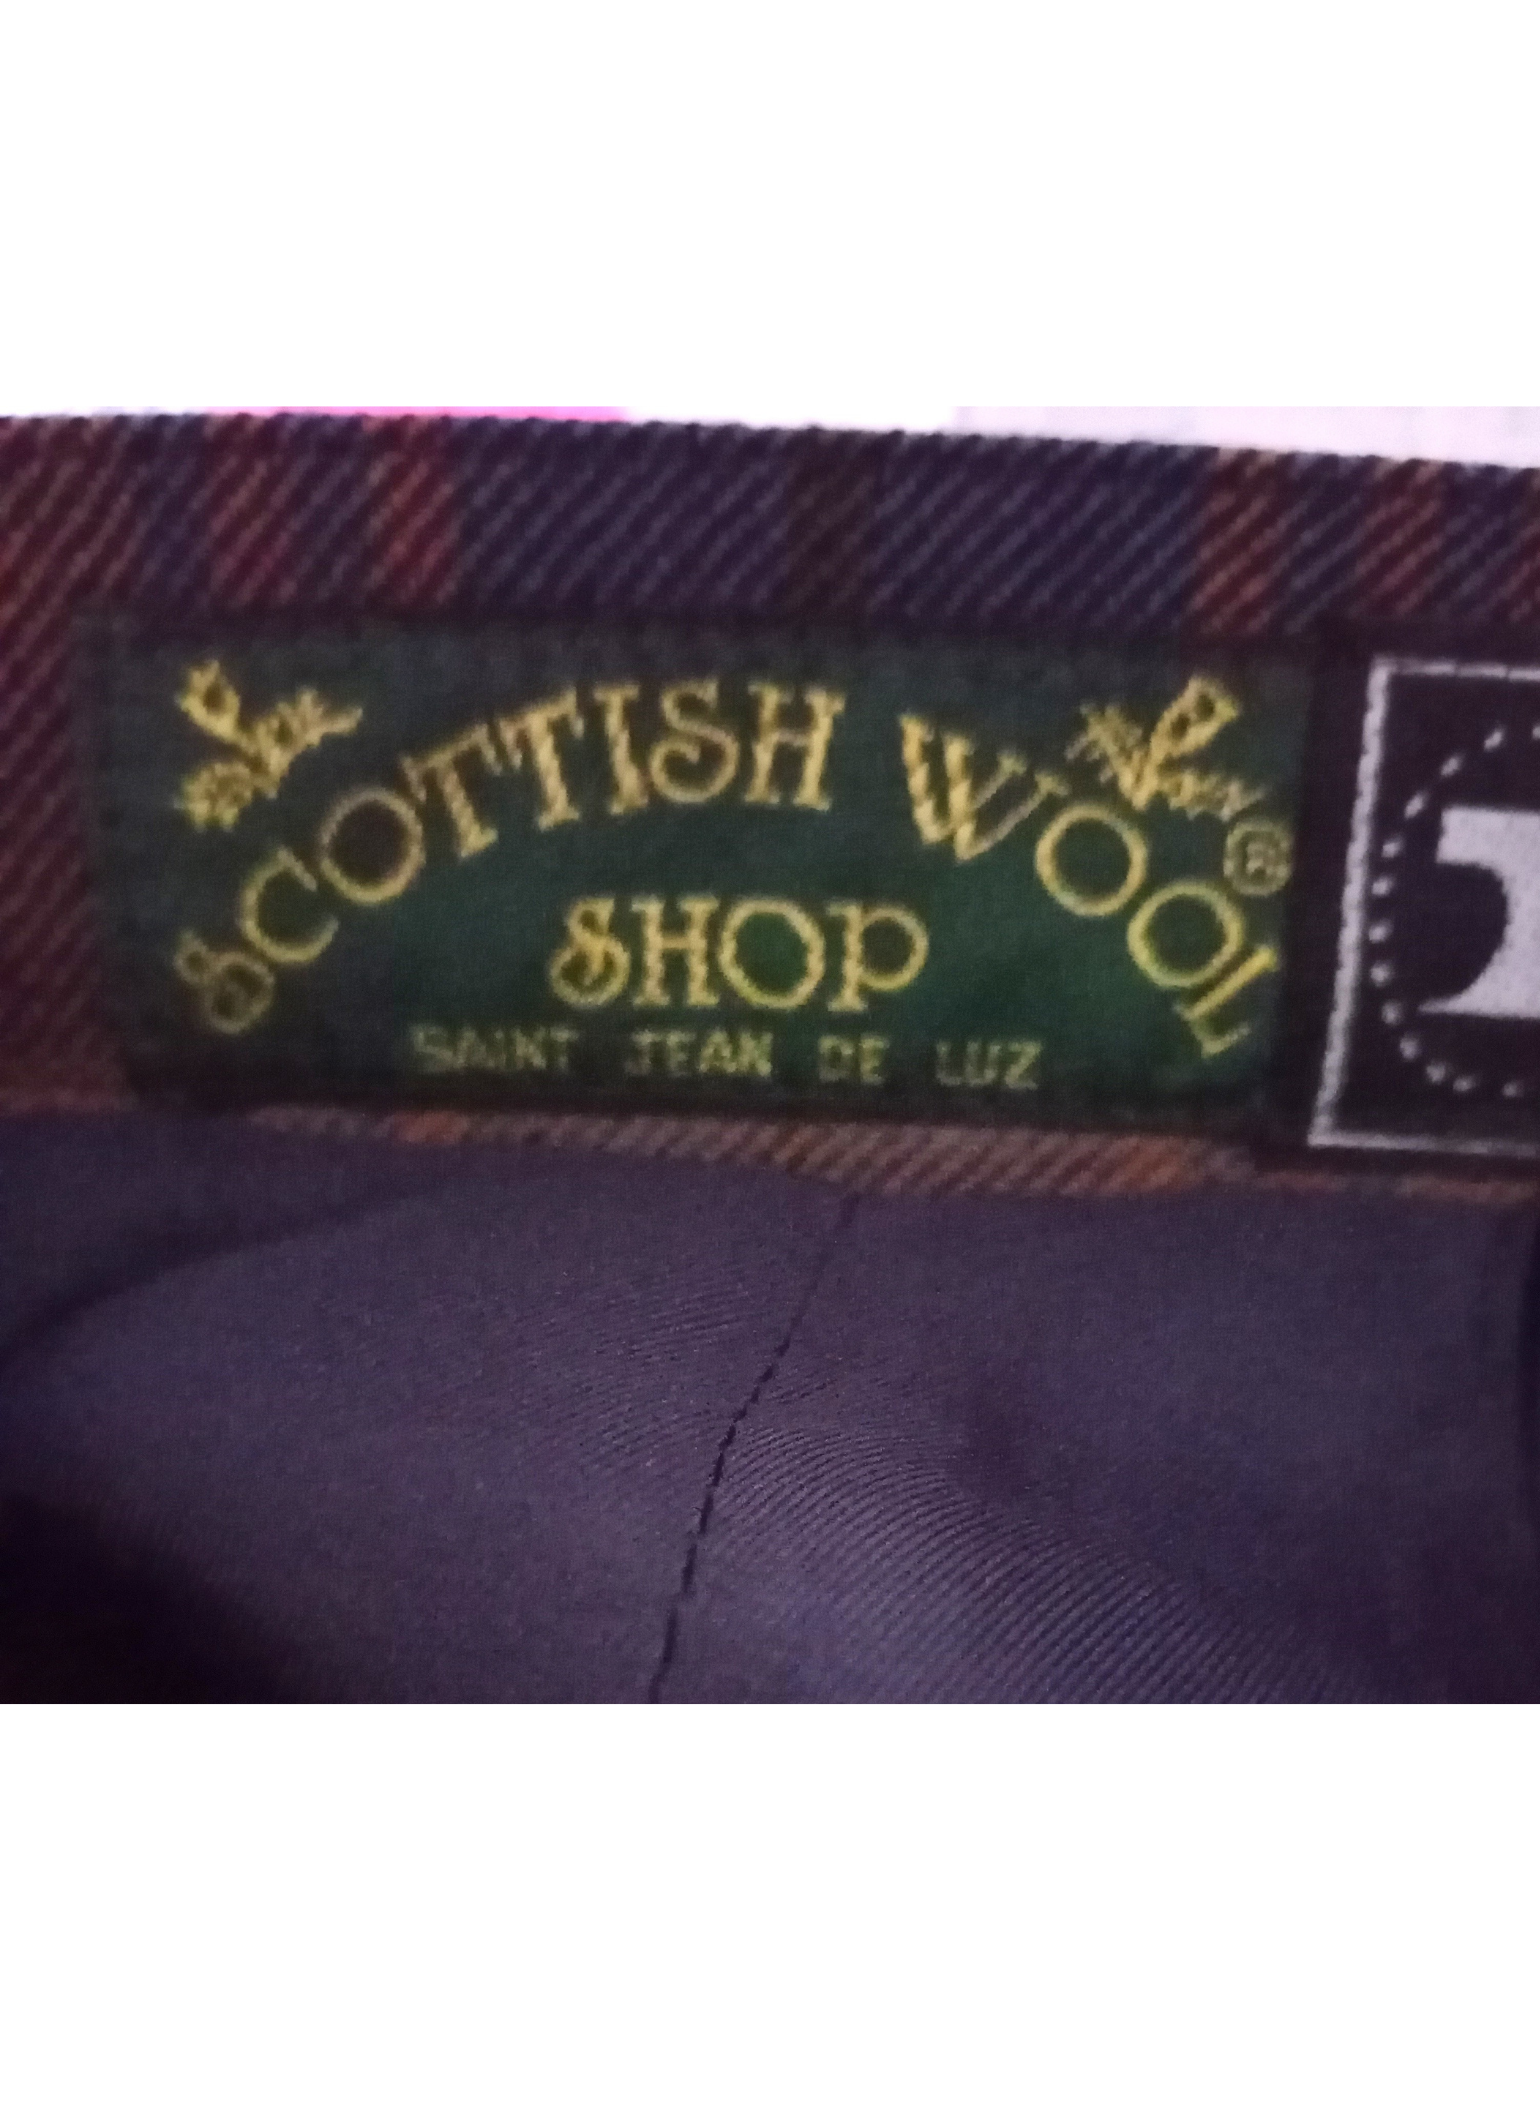 SCOTTISH WOOL ®
SHOP
SAINT JEAN DE LUZ